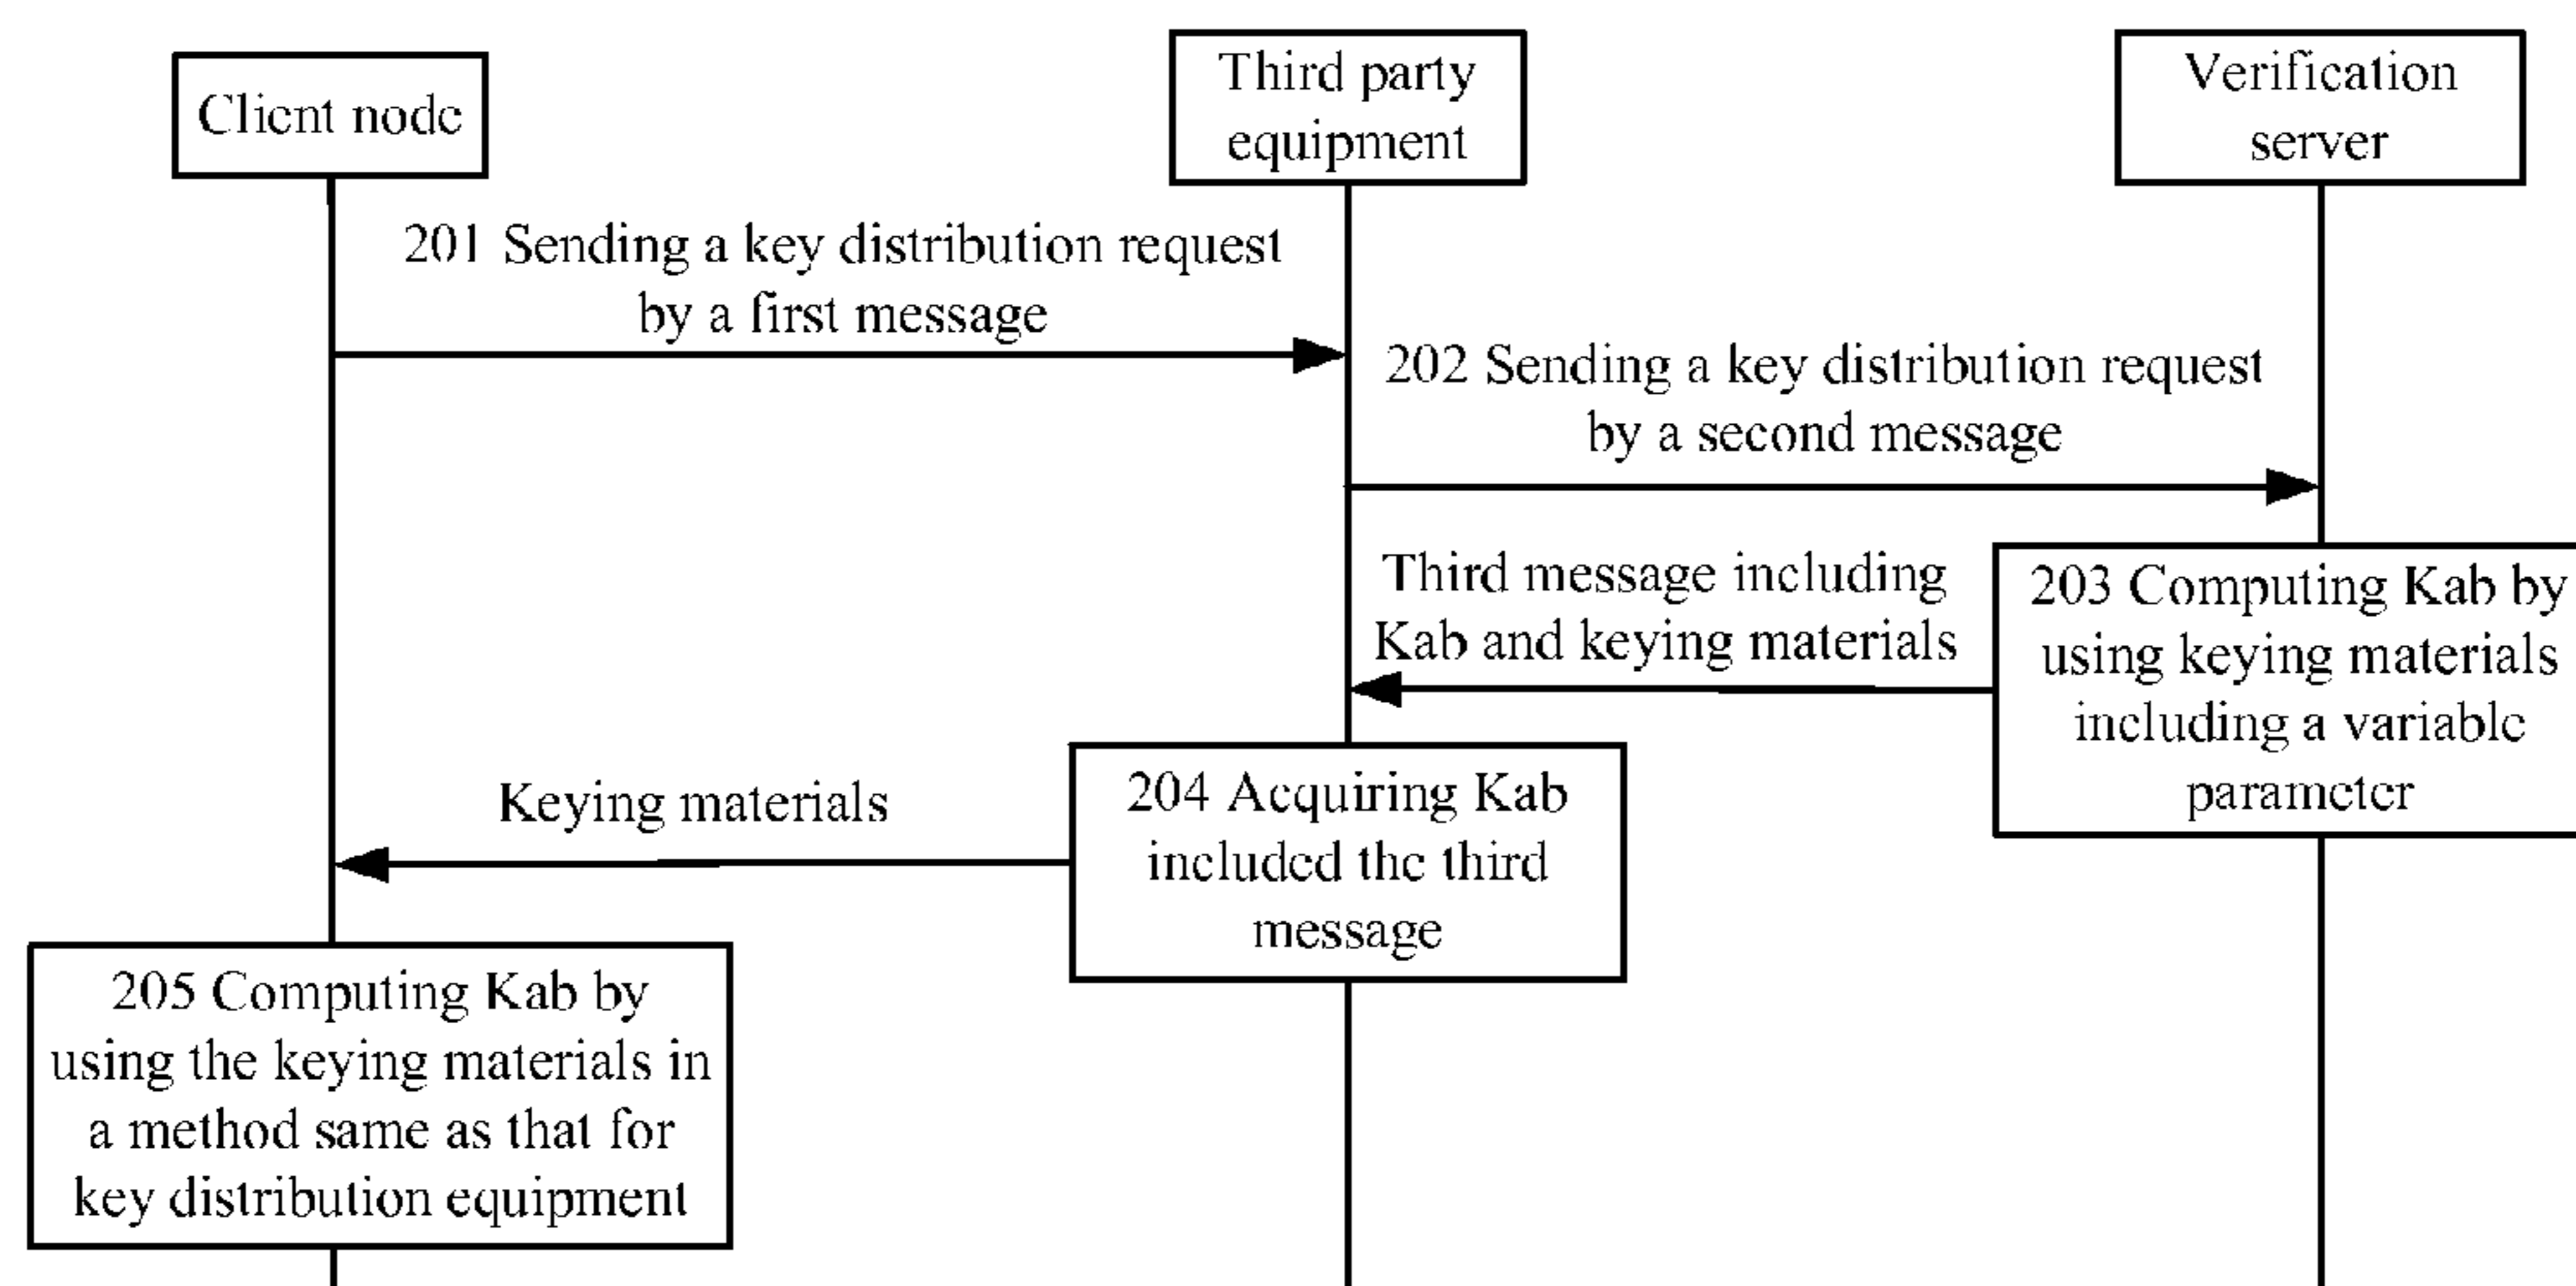 Client node
Third party
equipment
Verification
server
201 Sending a key distribution request
by a first message
202 Sending a key distribution request
by a second message
Third message including
Kab and keying materials
203 Computing Kab by
using keying materials
including a variable
parameter
Keying materials
204 Acquiring Kab
included the third
message
205 Computing Kab by
using the keying materials in
a method same as that for
key distribution equipment